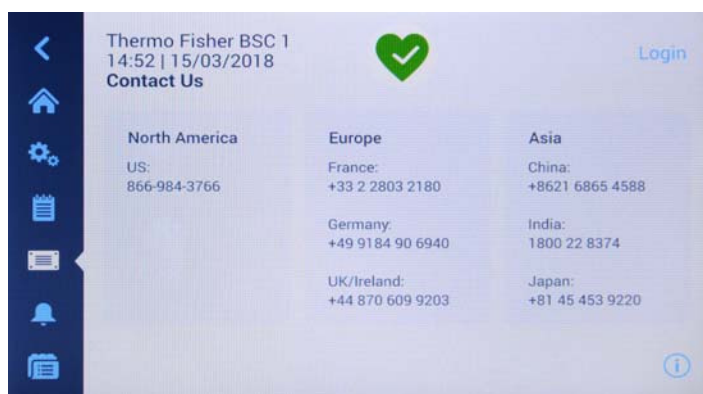 Thermo Fisher BSC 1
14:52 | 15/03/2018
Contact Us
Login
North America
US:
866-984-3766
Europe
France:
+33 2 2803 2180
Germany:
+49 9184 90 6940
UK/Ireland:
+44 870 609 9203
Asia
China:
+8621 6865 4588
India:
1800 22 8374
Japan:
+81 45 453 9220